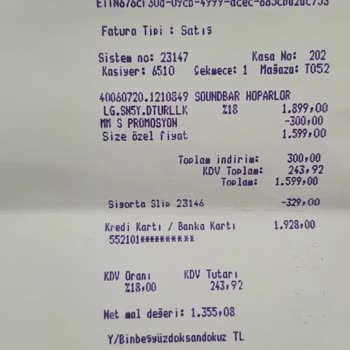 Fatura Tipi : Satış
Sistem no: 23147 Kasa No: 202
Kasiyer: 6510 Çekmece: 1 Mağaza: T052
40060720.1210849 SOUNDBAR HOPARLOR
LG.SN5Y.DTURLLK %18 1.899,00
MM S PROMOSYON -300,00
Size özel fiyat 1.599,00
Toplam indirim: 300,00
KDV Toplam: 243,92
Toplam: 1.599,00
Sigorta Slip 23146 -329,00
Kredi Kartı / Banka Kartı 1.928,00
552101**********
KDV Oranı KDV Tutarı
%18,00 243,92
Net mal değeri: 1.355,08
Y/Binbeşyüzdoksandokuz TL